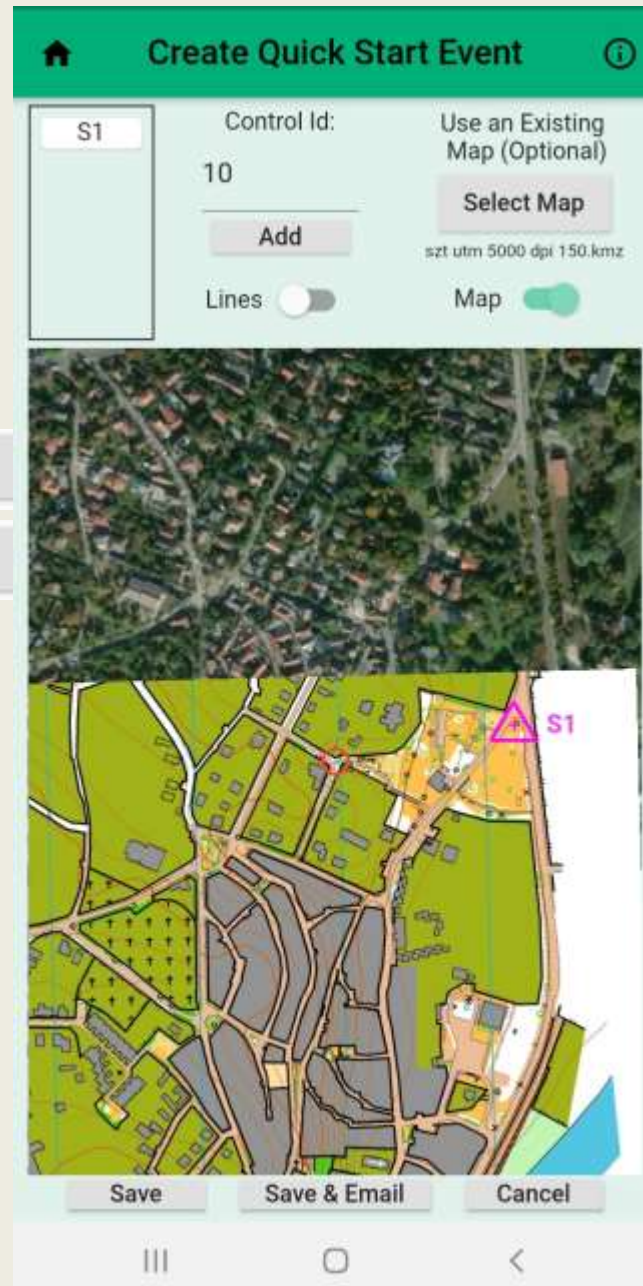 Create Quick Start Event
S1
Control Id:
10
Add
Lines
Use an Existing
Map (Optional)
Select Map
szt utm 5000 dpi 150.kmz
Map
S1
Save
Save & Email
Cancel